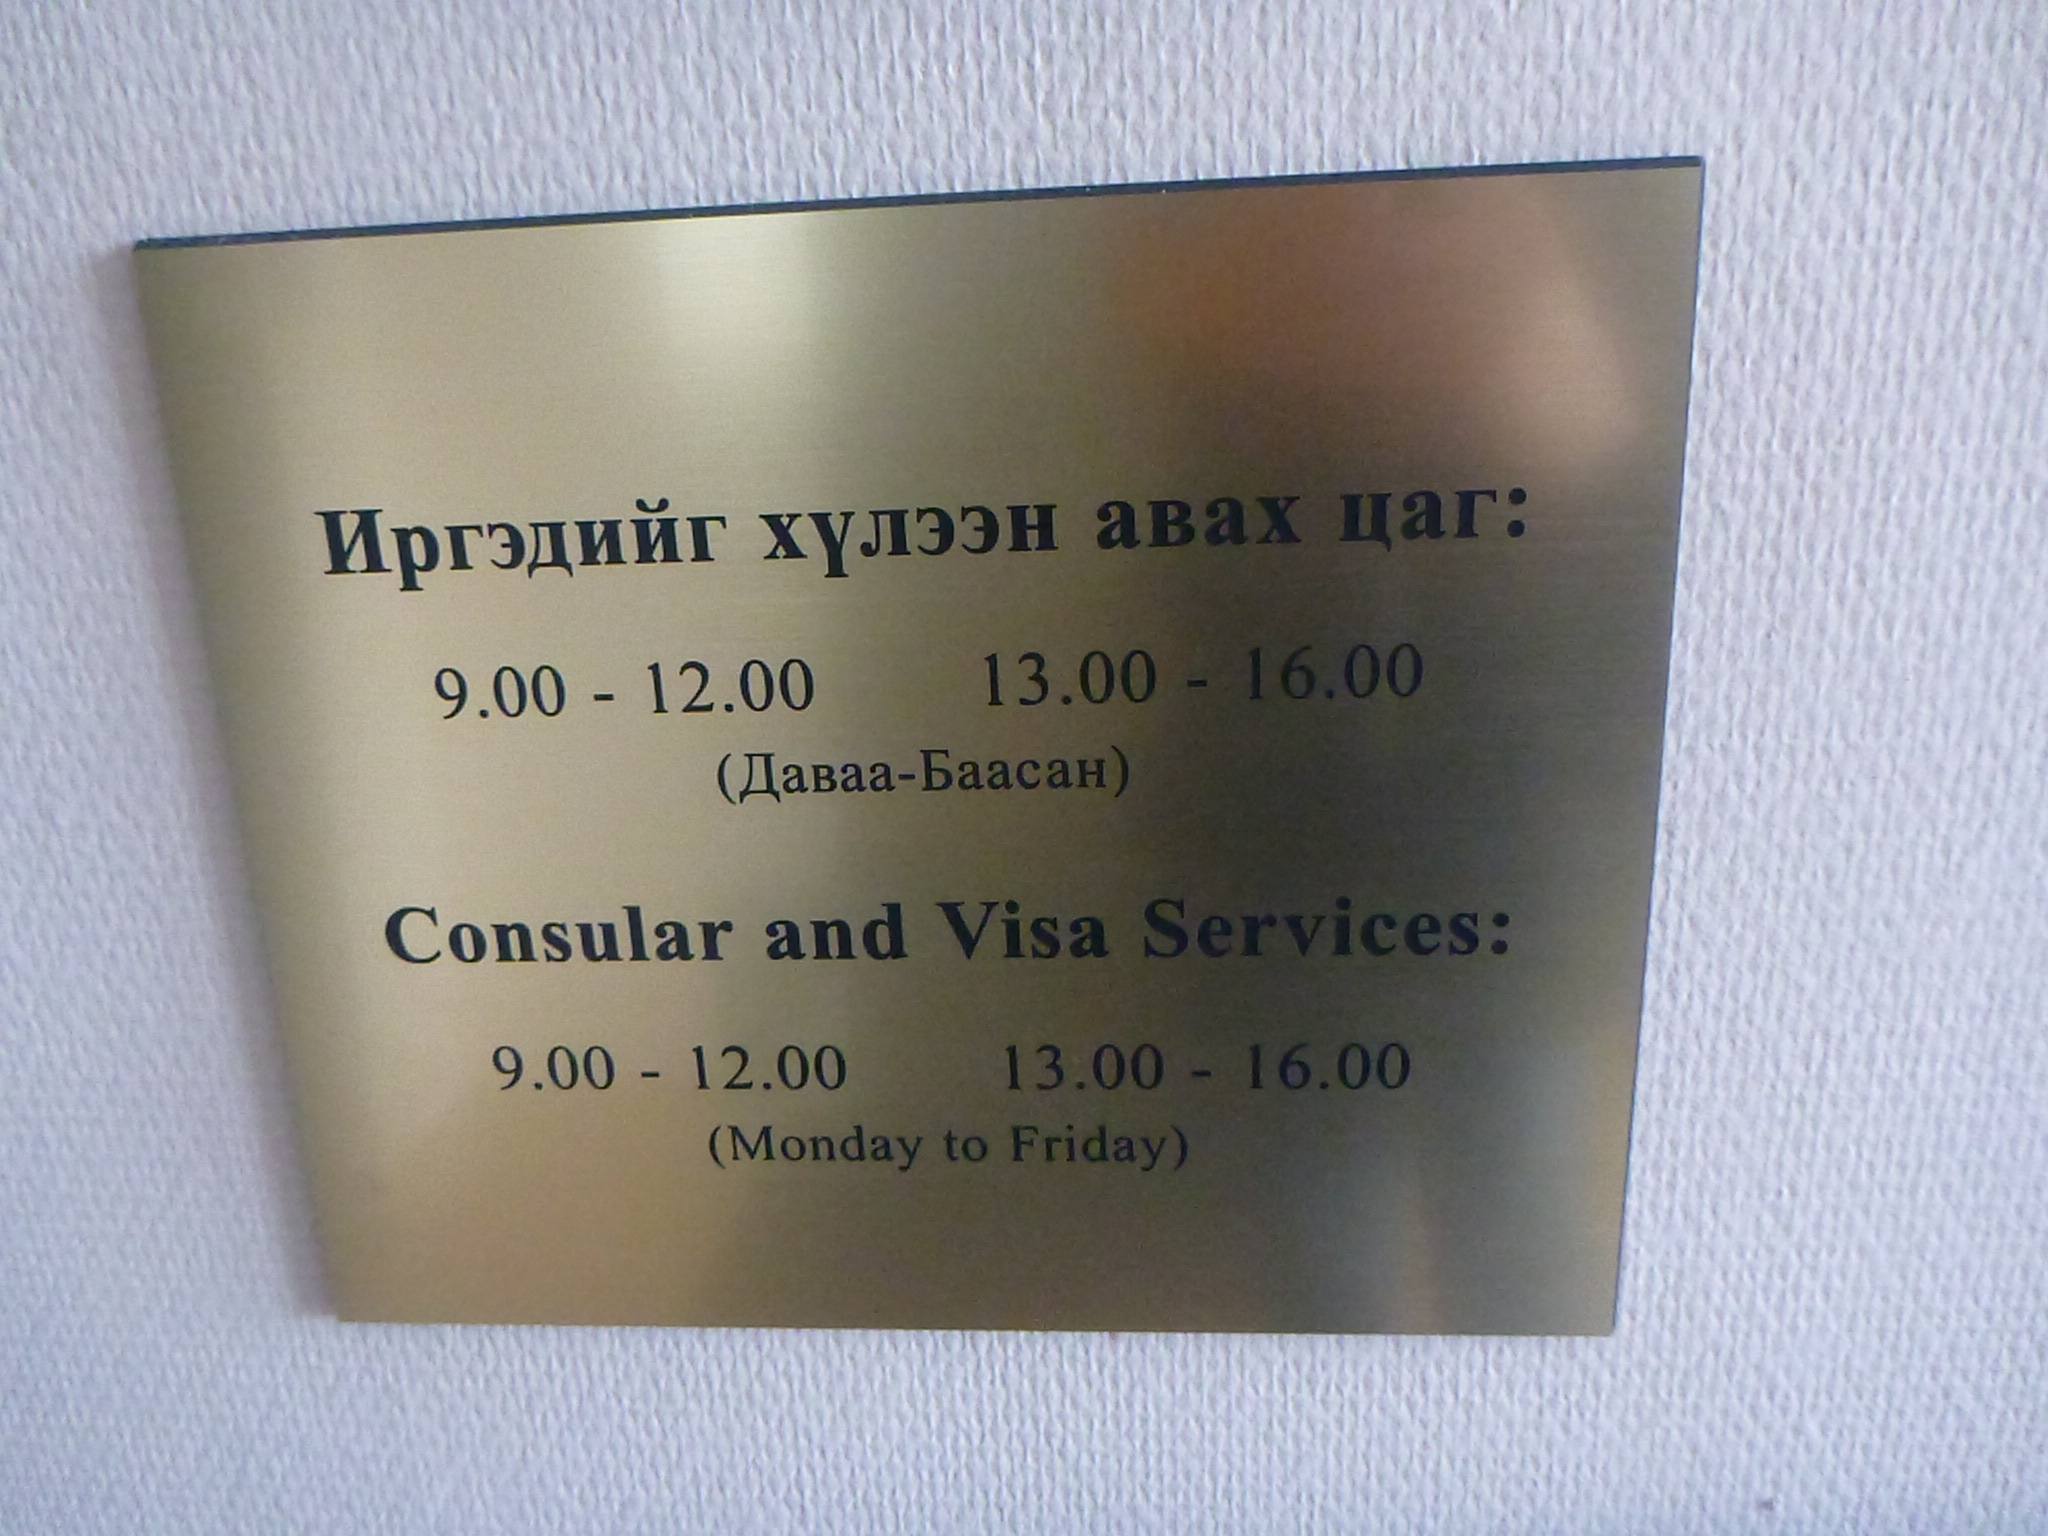 Иргэдийг хүлээн авах цаг:
9.00 - 12.00 13.00 - 16.00
(Даваа-Баасан)
Consular and Visa Services:
9.00 - 12.00 13.00 - 16.00
(Monday to Friday)